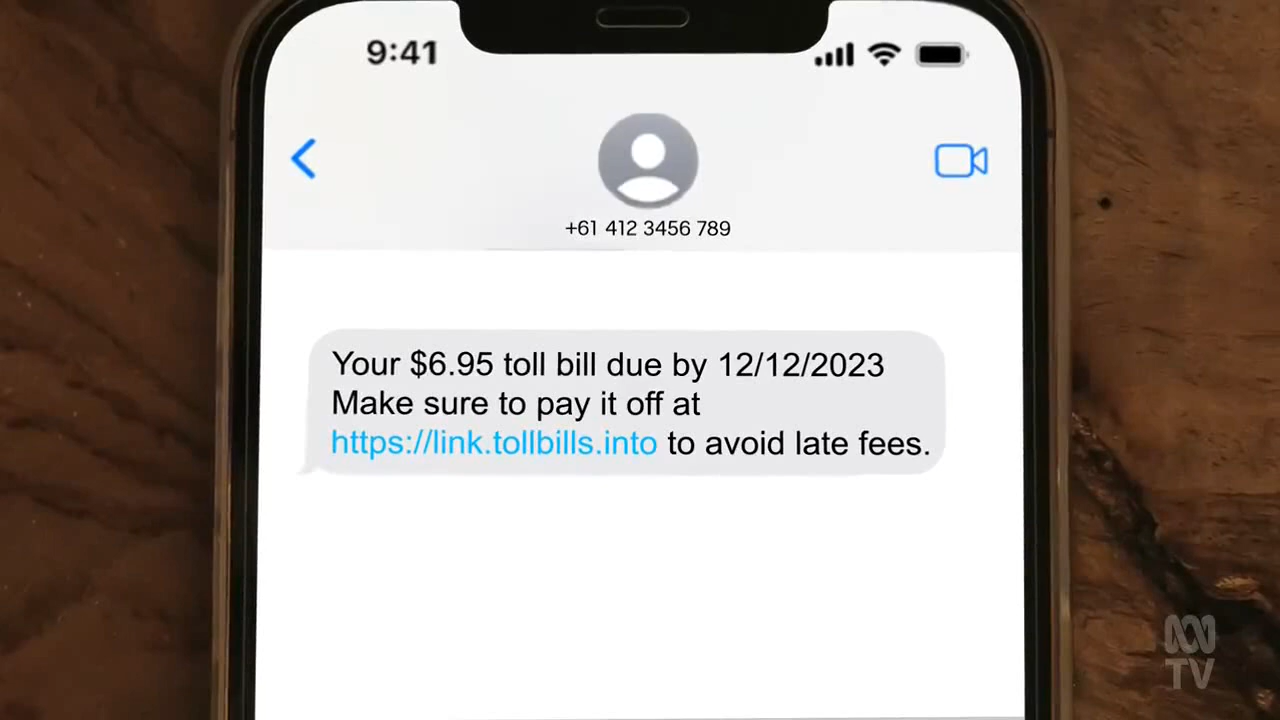 9:41
+61 412 3456 789
Your $6.95 toll bill due by 12/12/2023
Make sure to pay it off at
https://link.tollbills.into to avoid late fees.
TV